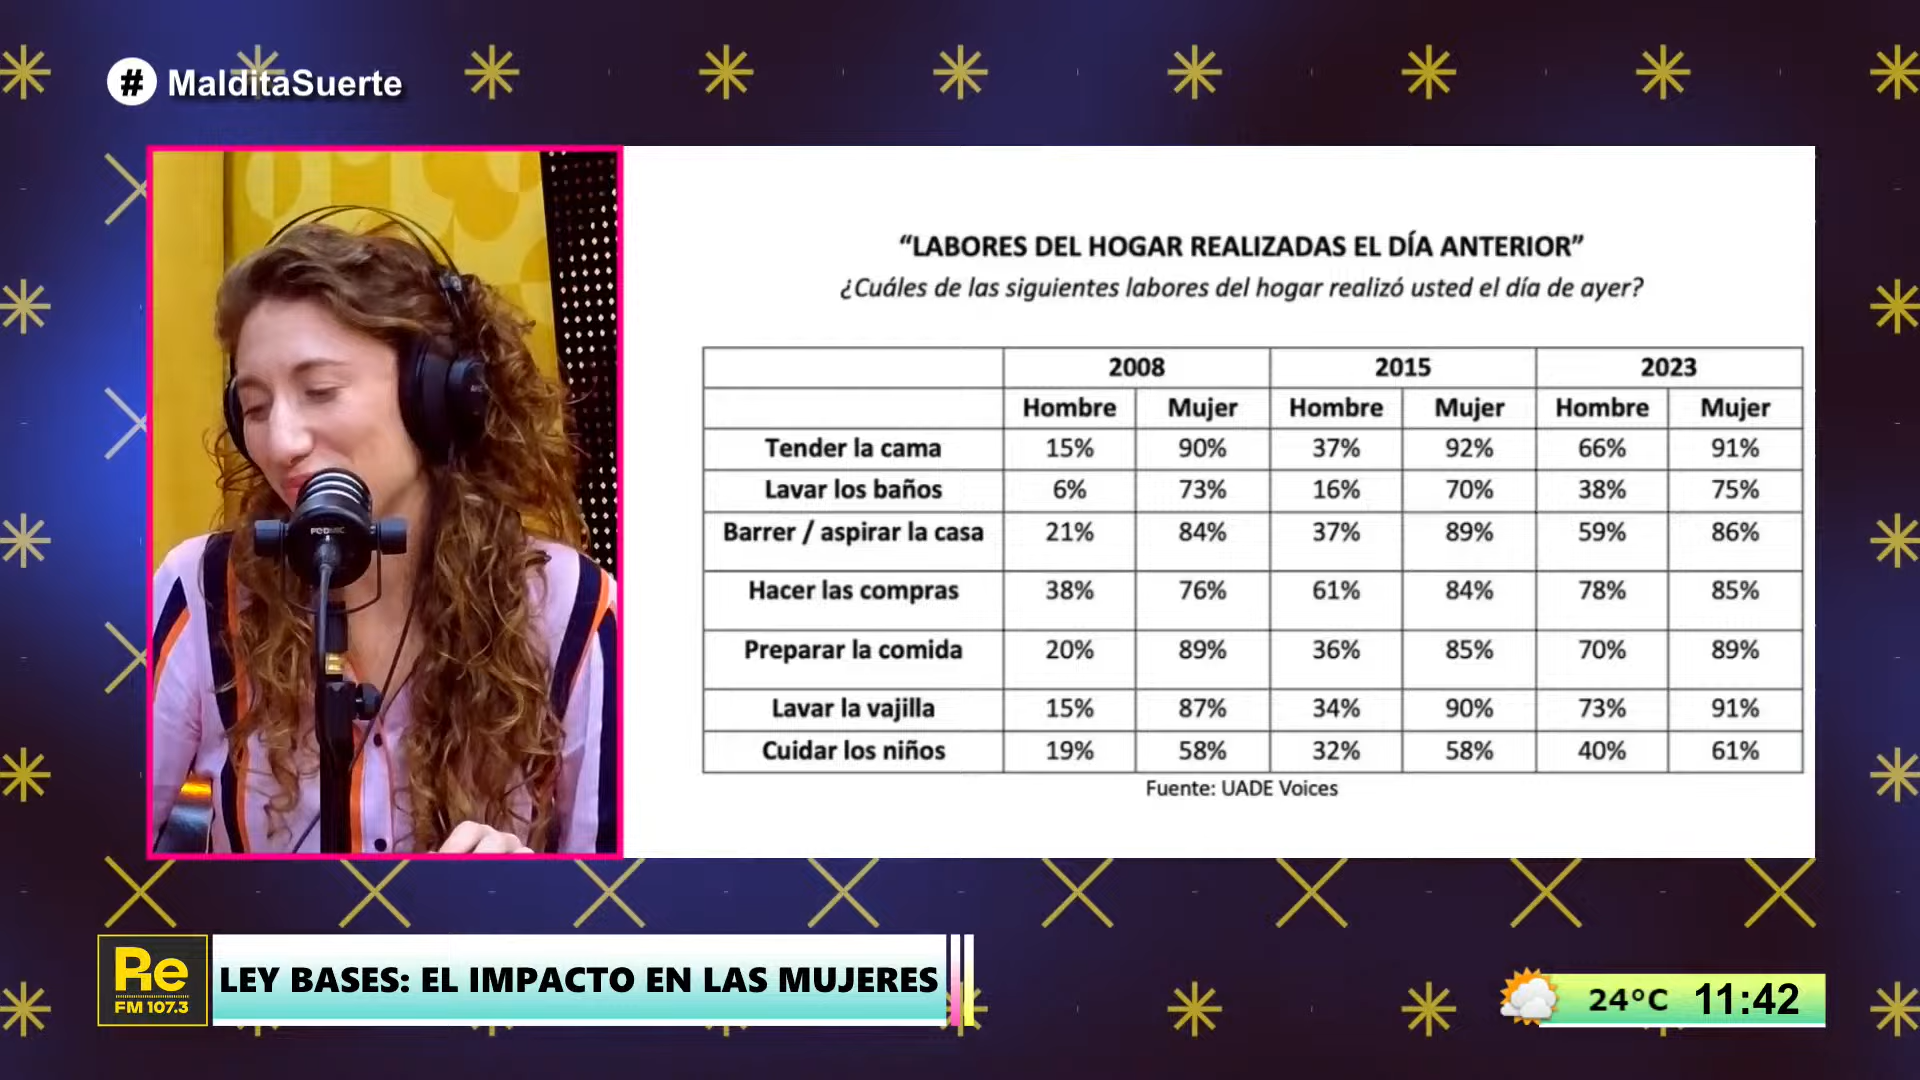 # MalditaSuerte
“LABORES DEL HOGAR REALIZADAS EL DÍA ANTERIOR”
¿Cuáles de las siguientes labores del hogar realizó usted el día de ayer?
2008 2015 2023
Hombre Mujer Hombre Mujer Hombre Mujer
Tender la cama 15% 90% 37% 92% 66% 91%
Lavar los baños 6% 73% 16% 70% 38% 75%
Barrer / aspirar la casa 21% 84% 37% 89% 59% 86%
Hacer las compras 38% 76% 61% 84% 78% 85%
Preparar la comida 20% 89% 36% 85% 70% 89%
Lavar la vajilla 15% 87% 34% 90% 73% 91%
Cuidar los niños 19% 58% 32% 58% 40% 61%
Fuente: UADE Voices
Re
FM 107.3
LEY BASES: EL IMPACTO EN LAS MUJERES
24°C 11:42